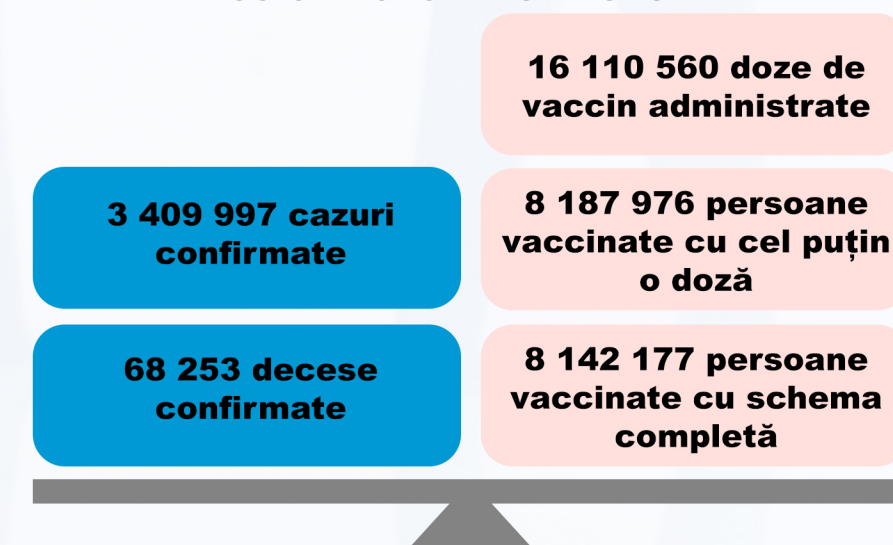 16 110 560 doze de
vaccin administrate
3 409 997 cazuri
confirmate
8 187 976 persoane
vaccinate cu cel puțin
o doză
68 253 decese
confirmate
8 142 177 persoane
vaccinate cu schema
completă